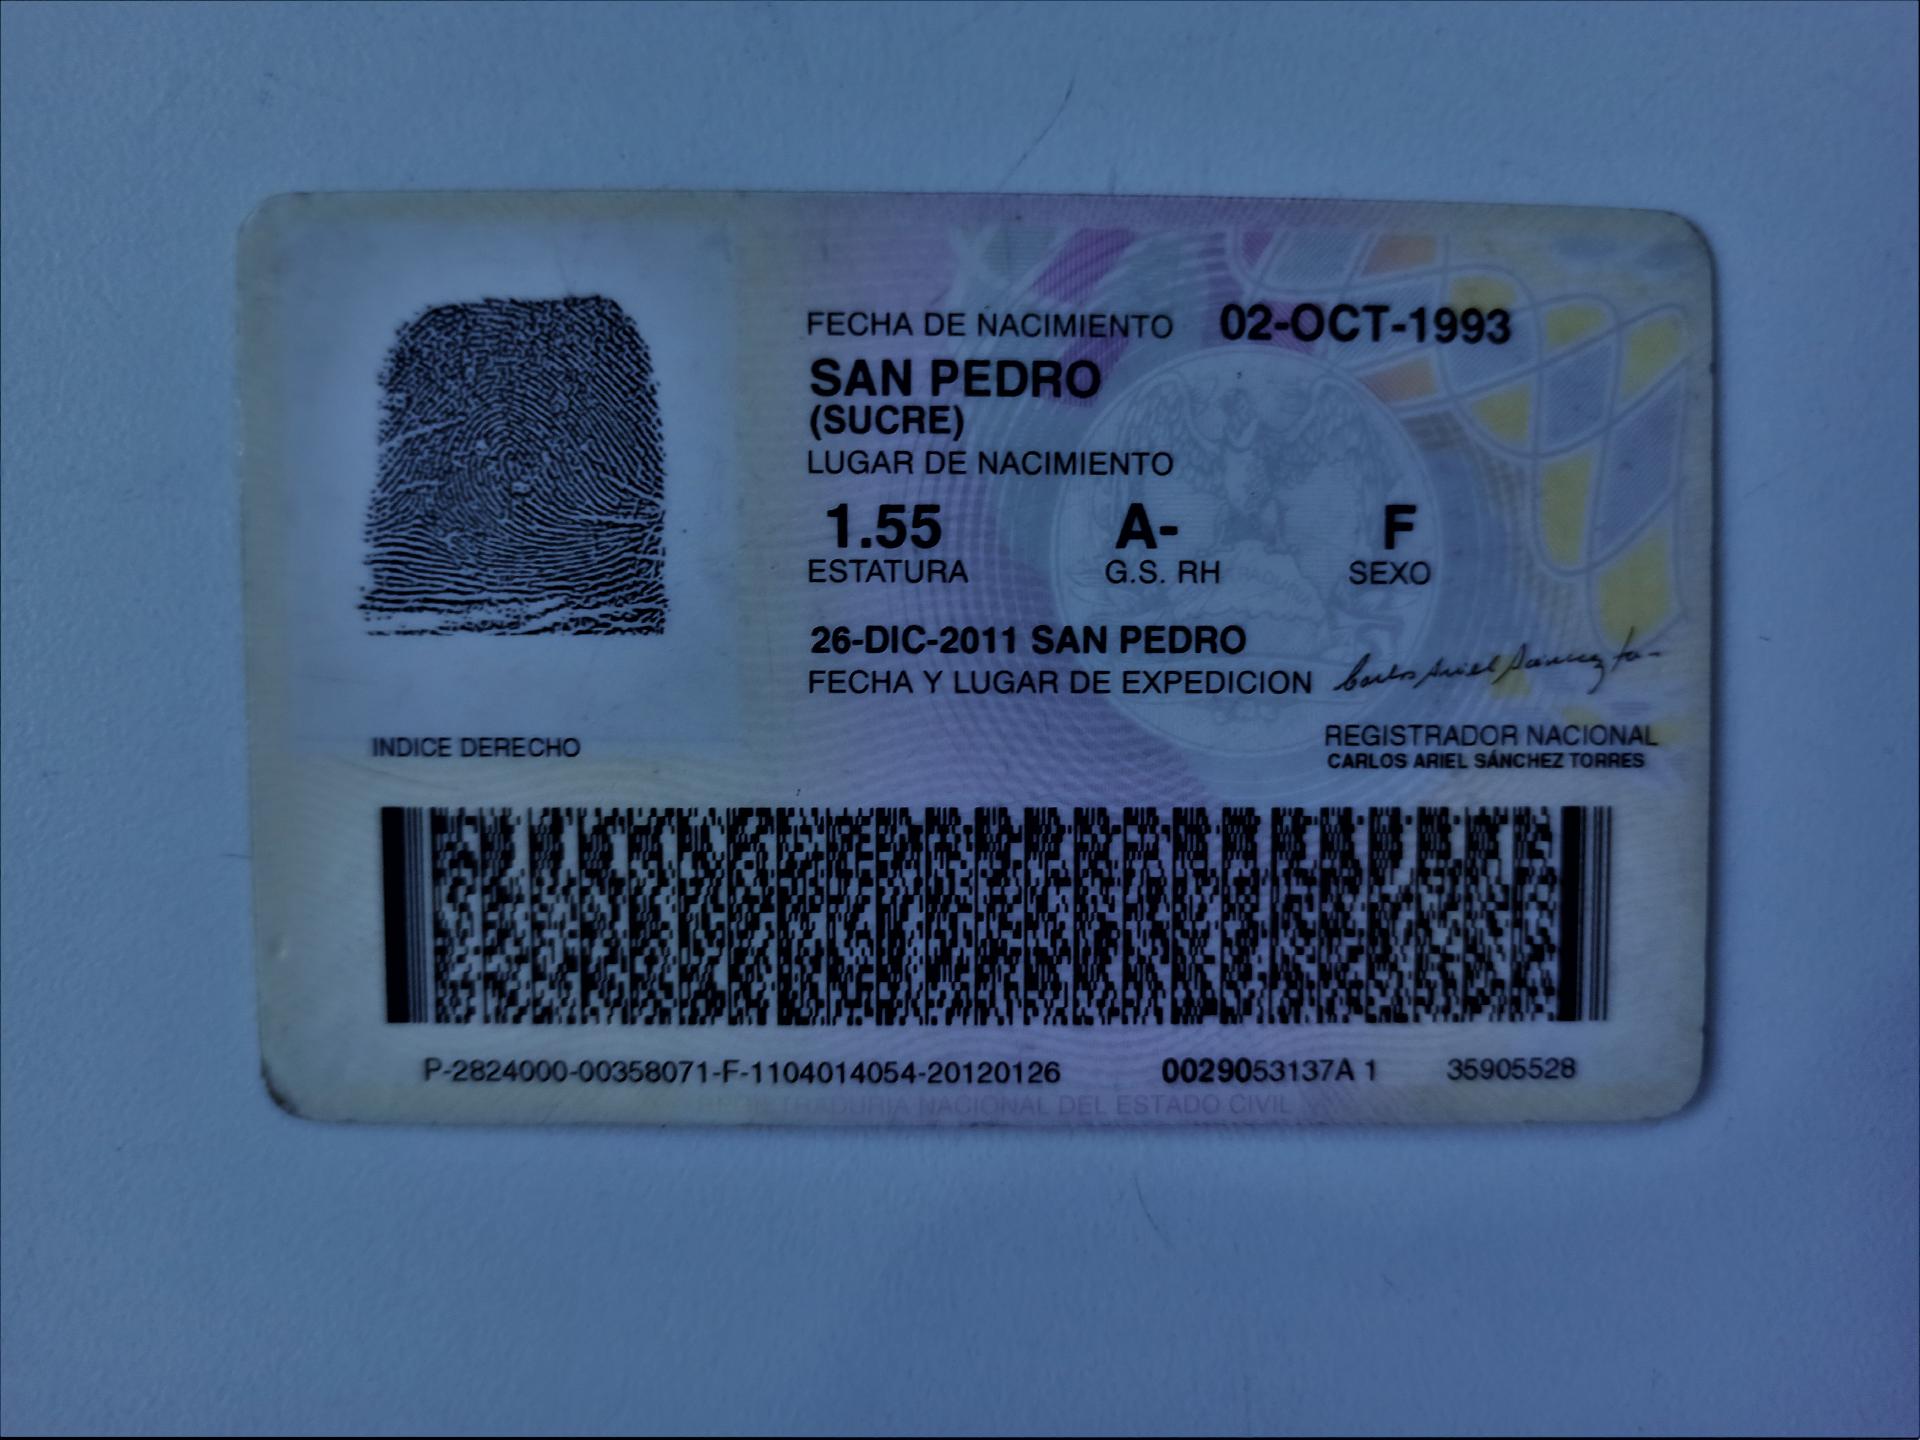 FECHA DE NACIMIENTO 02-OCT-1993
SAN PEDRO
(SUCRE)
LUGAR DE NACIMIENTO
1.55 A- F
ESTATURA G.S. RH SEXO
26-DIC-2011 SAN PEDRO
FECHA Y LUGAR DE EXPEDICION
Carlos Ariel Sánchez
INDICE DERECHO
REGISTRADOR NACIONAL
CARLOS ARIEL SÁNCHEZ TORRES
P-2824000-00358071-F-1104014054-20120126 0029053137A 1 35905528
REGISTRADURIA NACIONAL DEL ESTADO CIVIL